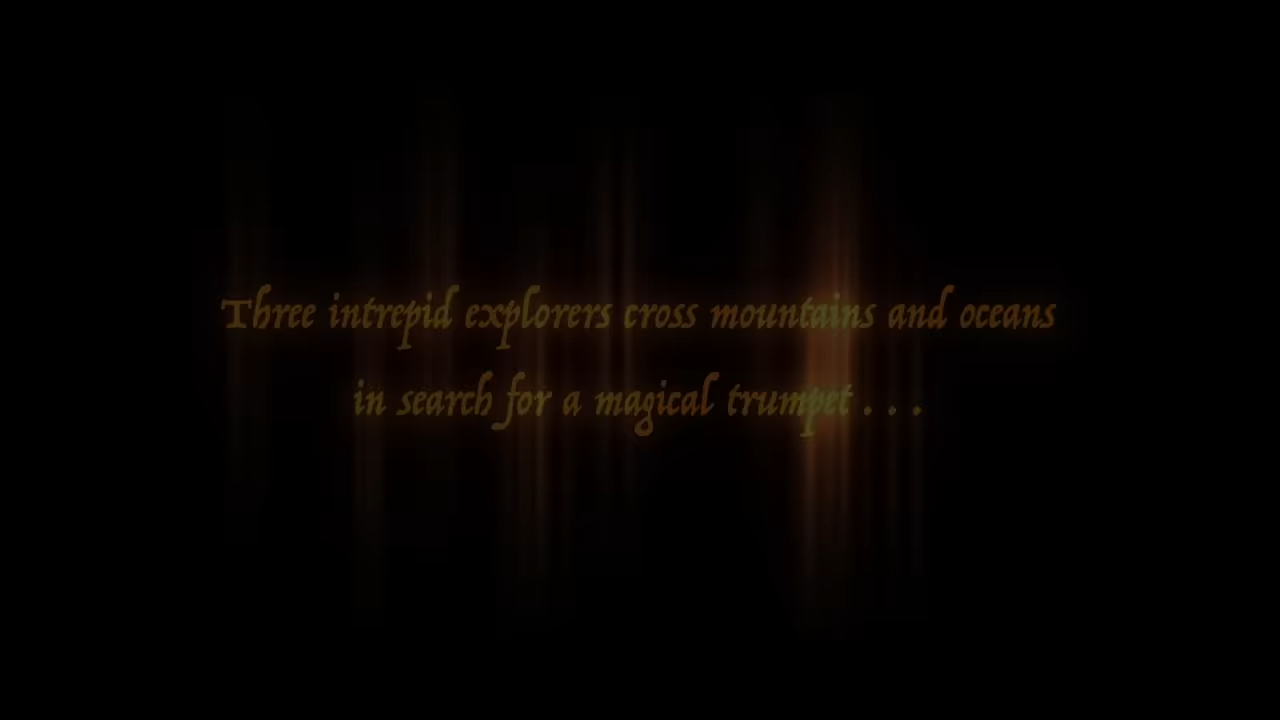 Three intrepid explorers cross mountains and oceans
in search for a magical trumpet . . .